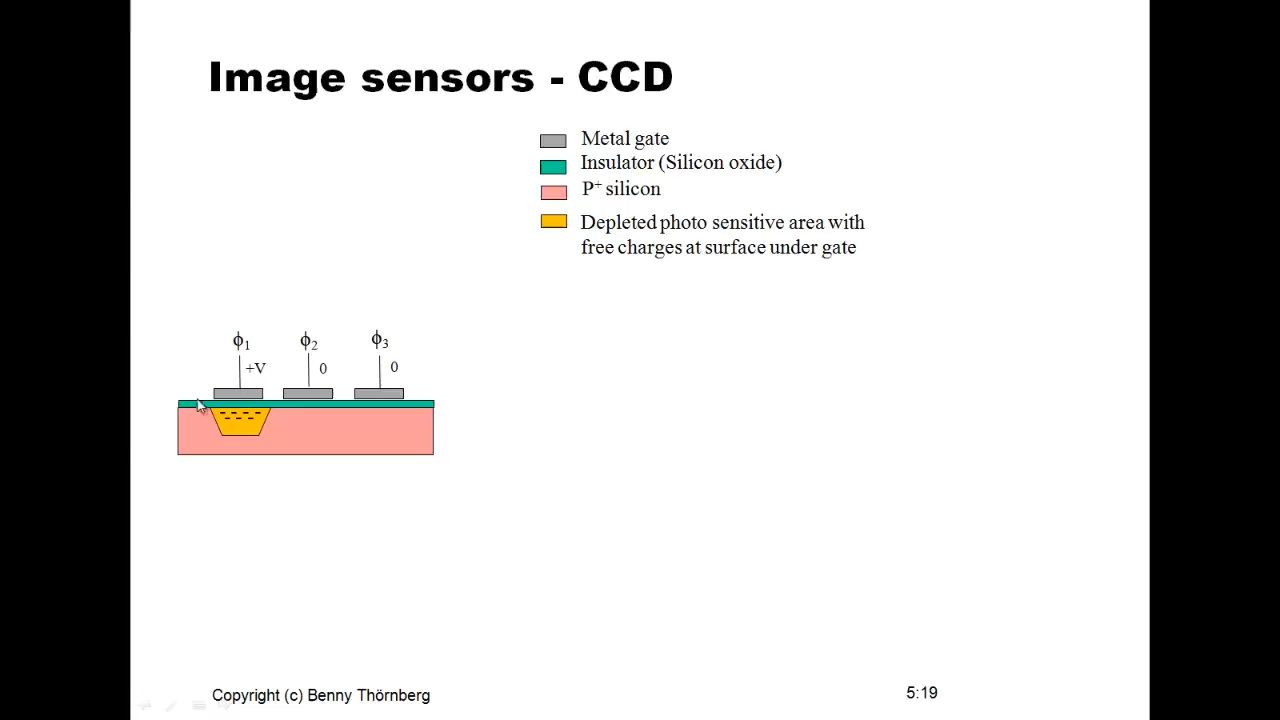 Image sensors - CCD
Metal gate
Insulator (Silicon oxide)
P+ silicon
Depleted photo sensitive area with
free charges at surface under gate
ϕ1 ϕ2 ϕ3
+V 0 0
Copyright (c) Benny Thörnberg
5:19